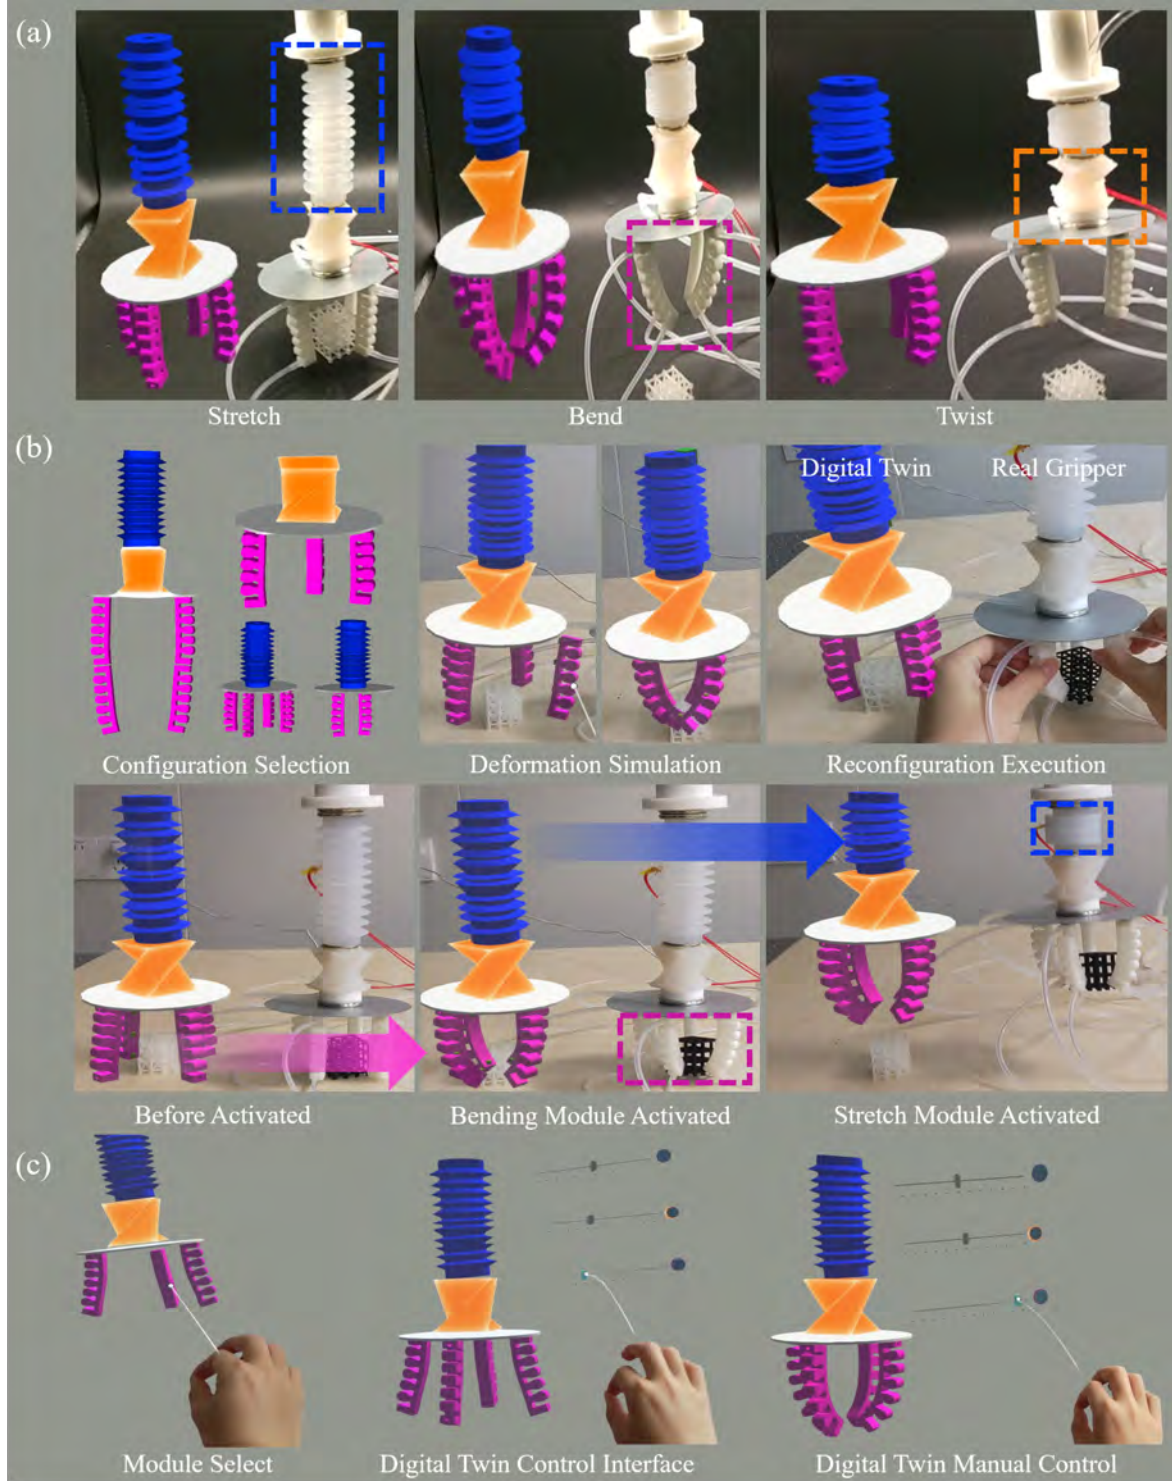 (a)
Stretch
Bend
Twist
(b)
Digital Twin
Real Gripper
Configuration Selection
Deformation Simulation
Reconfiguration Execution
Before Activated
Bending Module Activated
Stretch Module Activated
(c)
Module Select
Digital Twin Control Interface
Digital Twin Manual Control